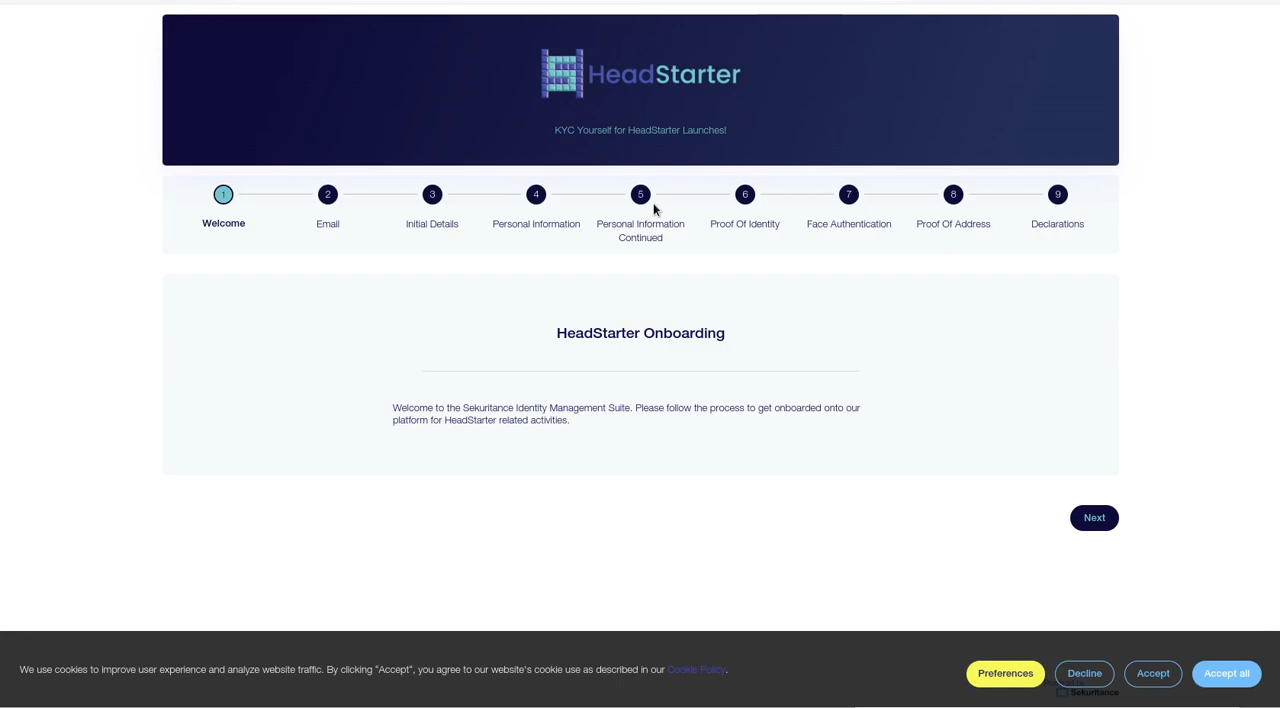 HeadStarter
KYC Yourself for HeadStarter Launches!
1 2 3 4 5 6 7 8 9
Welcome Email Initial Details Personal Information Personal Information Proof Of Identity Face Authentication Proof Of Address Declarations
Continued
HeadStarter Onboarding
Welcome to the Sekuritance Identity Management Suite. Please follow the process to get onboarded onto our
platform for HeadStarter related activities.
Next
We use cookies to improve user experience and analyze website traffic. By clicking "Accept", you agree to our website's cookie use as described in our Cookie Policy.
Preferences Decline Accept Accept all
Sekuritance